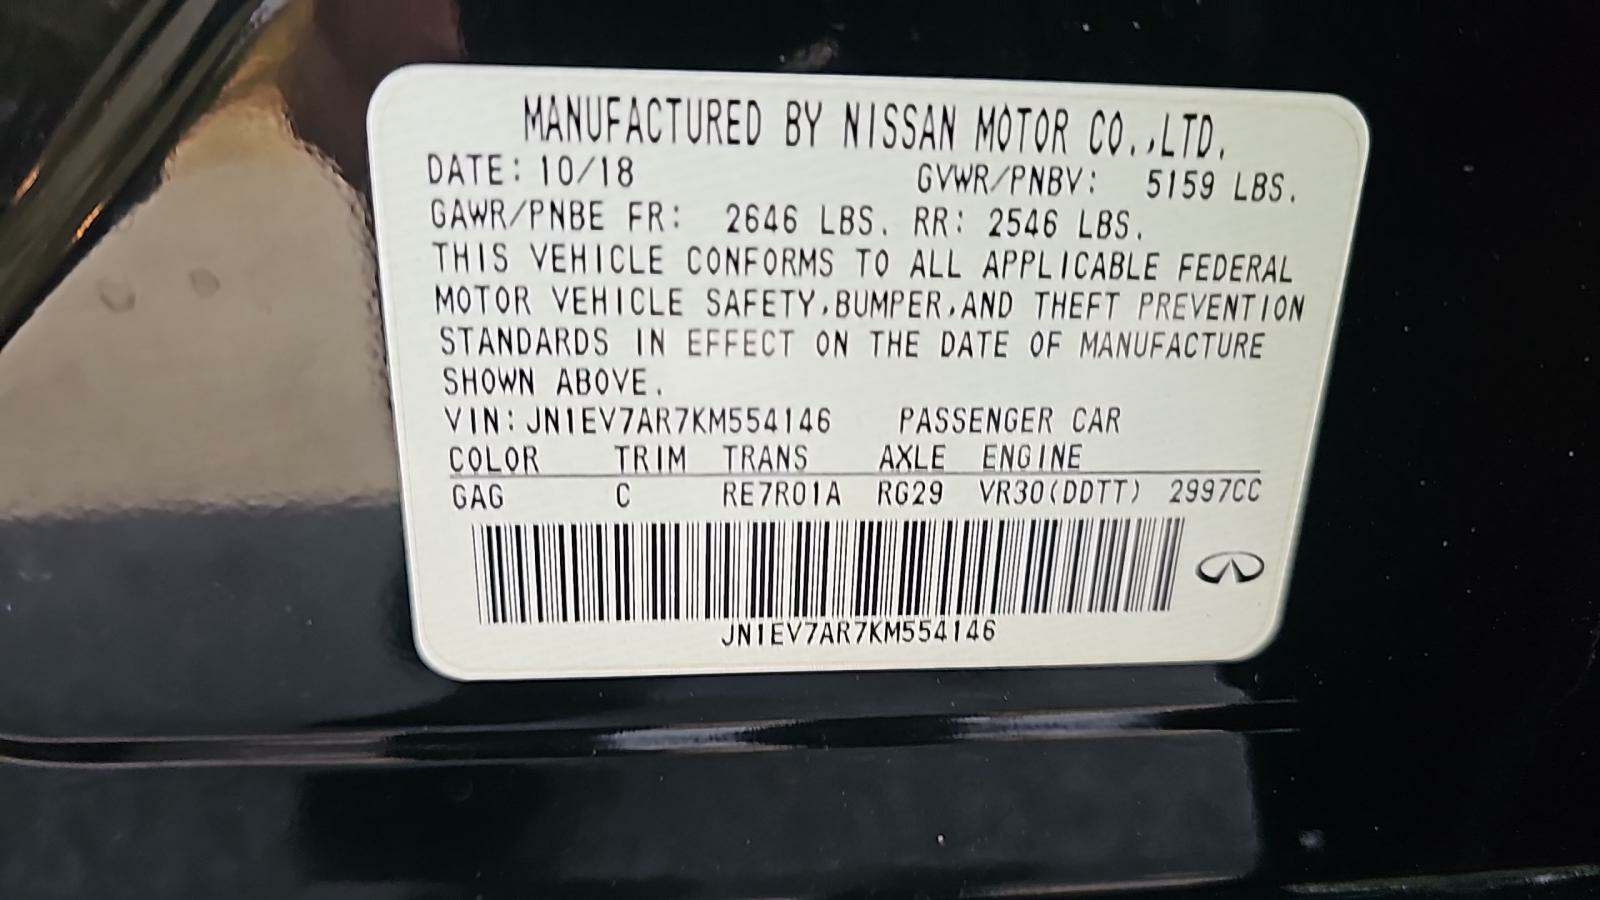 MANUFACTURED BY NISSAN MOTOR CO.,LTD.
DATE: 10/18 GVWR/PNBV: 5159 LBS.
GAWR/PNBE FR: 2646 LBS. RR: 2546 LBS.
THIS VEHICLE CONFORMS TO ALL APPLICABLE FEDERAL
MOTOR VEHICLE SAFETY,BUMPER,AND THEFT PREVENTION
STANDARDS IN EFFECT ON THE DATE OF MANUFACTURE
SHOWN ABOVE.
VIN:JN1EV7AR7KM554146 PASSENGER CAR
COLOR TRIM TRANS AXLE ENGINE
GAG C RE7R01A RG29 VR30(DDTT) 2997CC
JN1EV7AR7KM554146